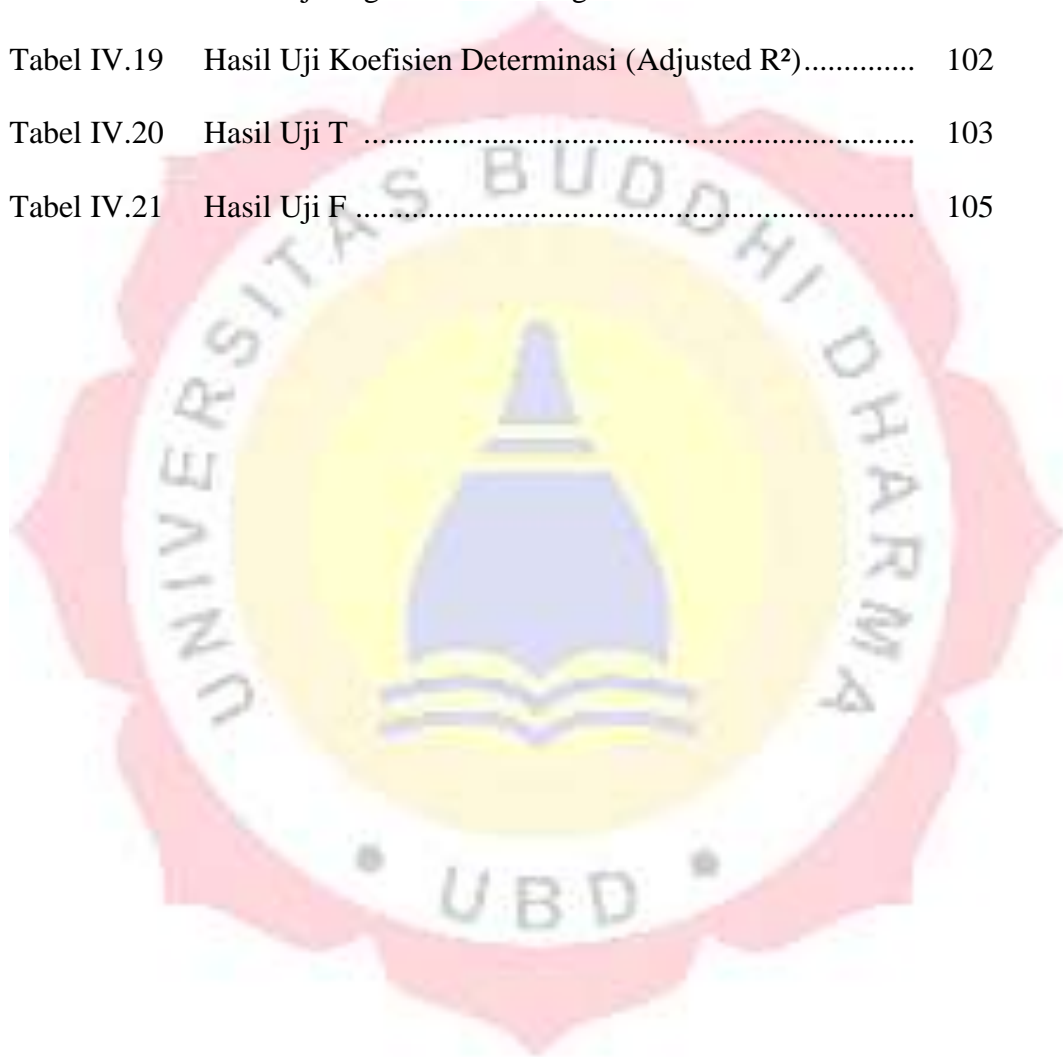 Tabel IV.19 Hasil Uji Koefisien Determinasi (Adjusted R²).............. 102
Tabel IV.20 Hasil Uji T .......................................................... 103
Tabel IV.21 Hasil Uji F .......................................................... 105
UNIVERSITAS BUDDHI DHARMA
• UBD •